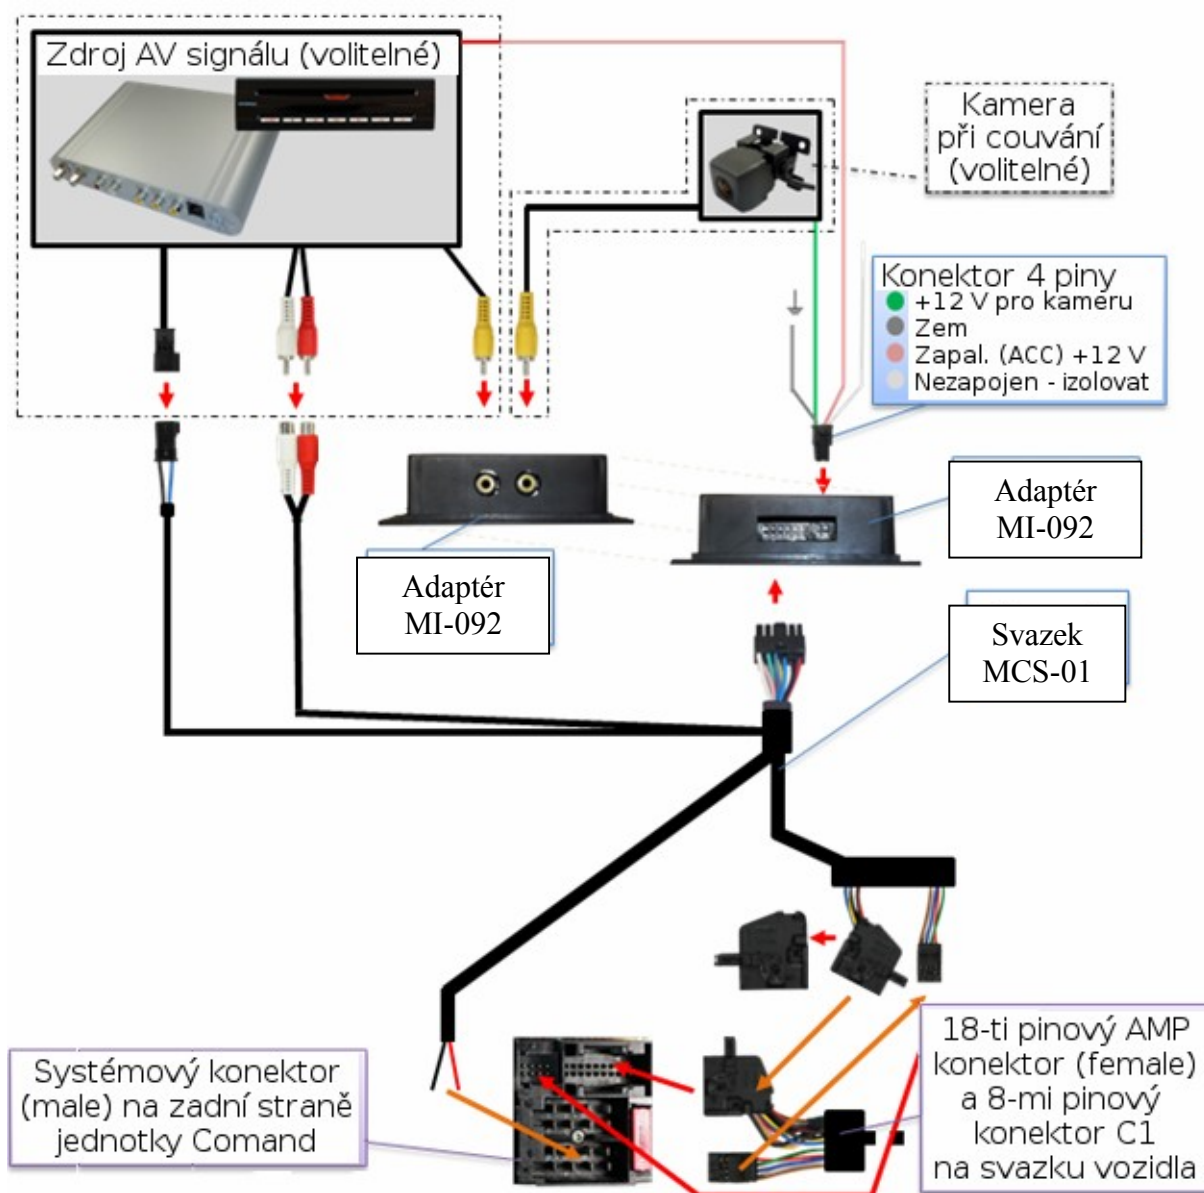 Zdroj AV signálu (volitelné)
Kamera
při couvání
(volitelné)
Konektor 4 piny
+12 V pro kaměru
Zem
Zapal. (ACC) +12 V
Nezapojen - izolovat
Adaptér
MI-092
Adaptér
MI-092
Svazek
MCS-01
Systémový konektor
(male) na zadní straně
jednotky Comand
18-ti pinový AMP
konektor (female)
a 8-mi pinový
konektor C1
na svazku vozidla